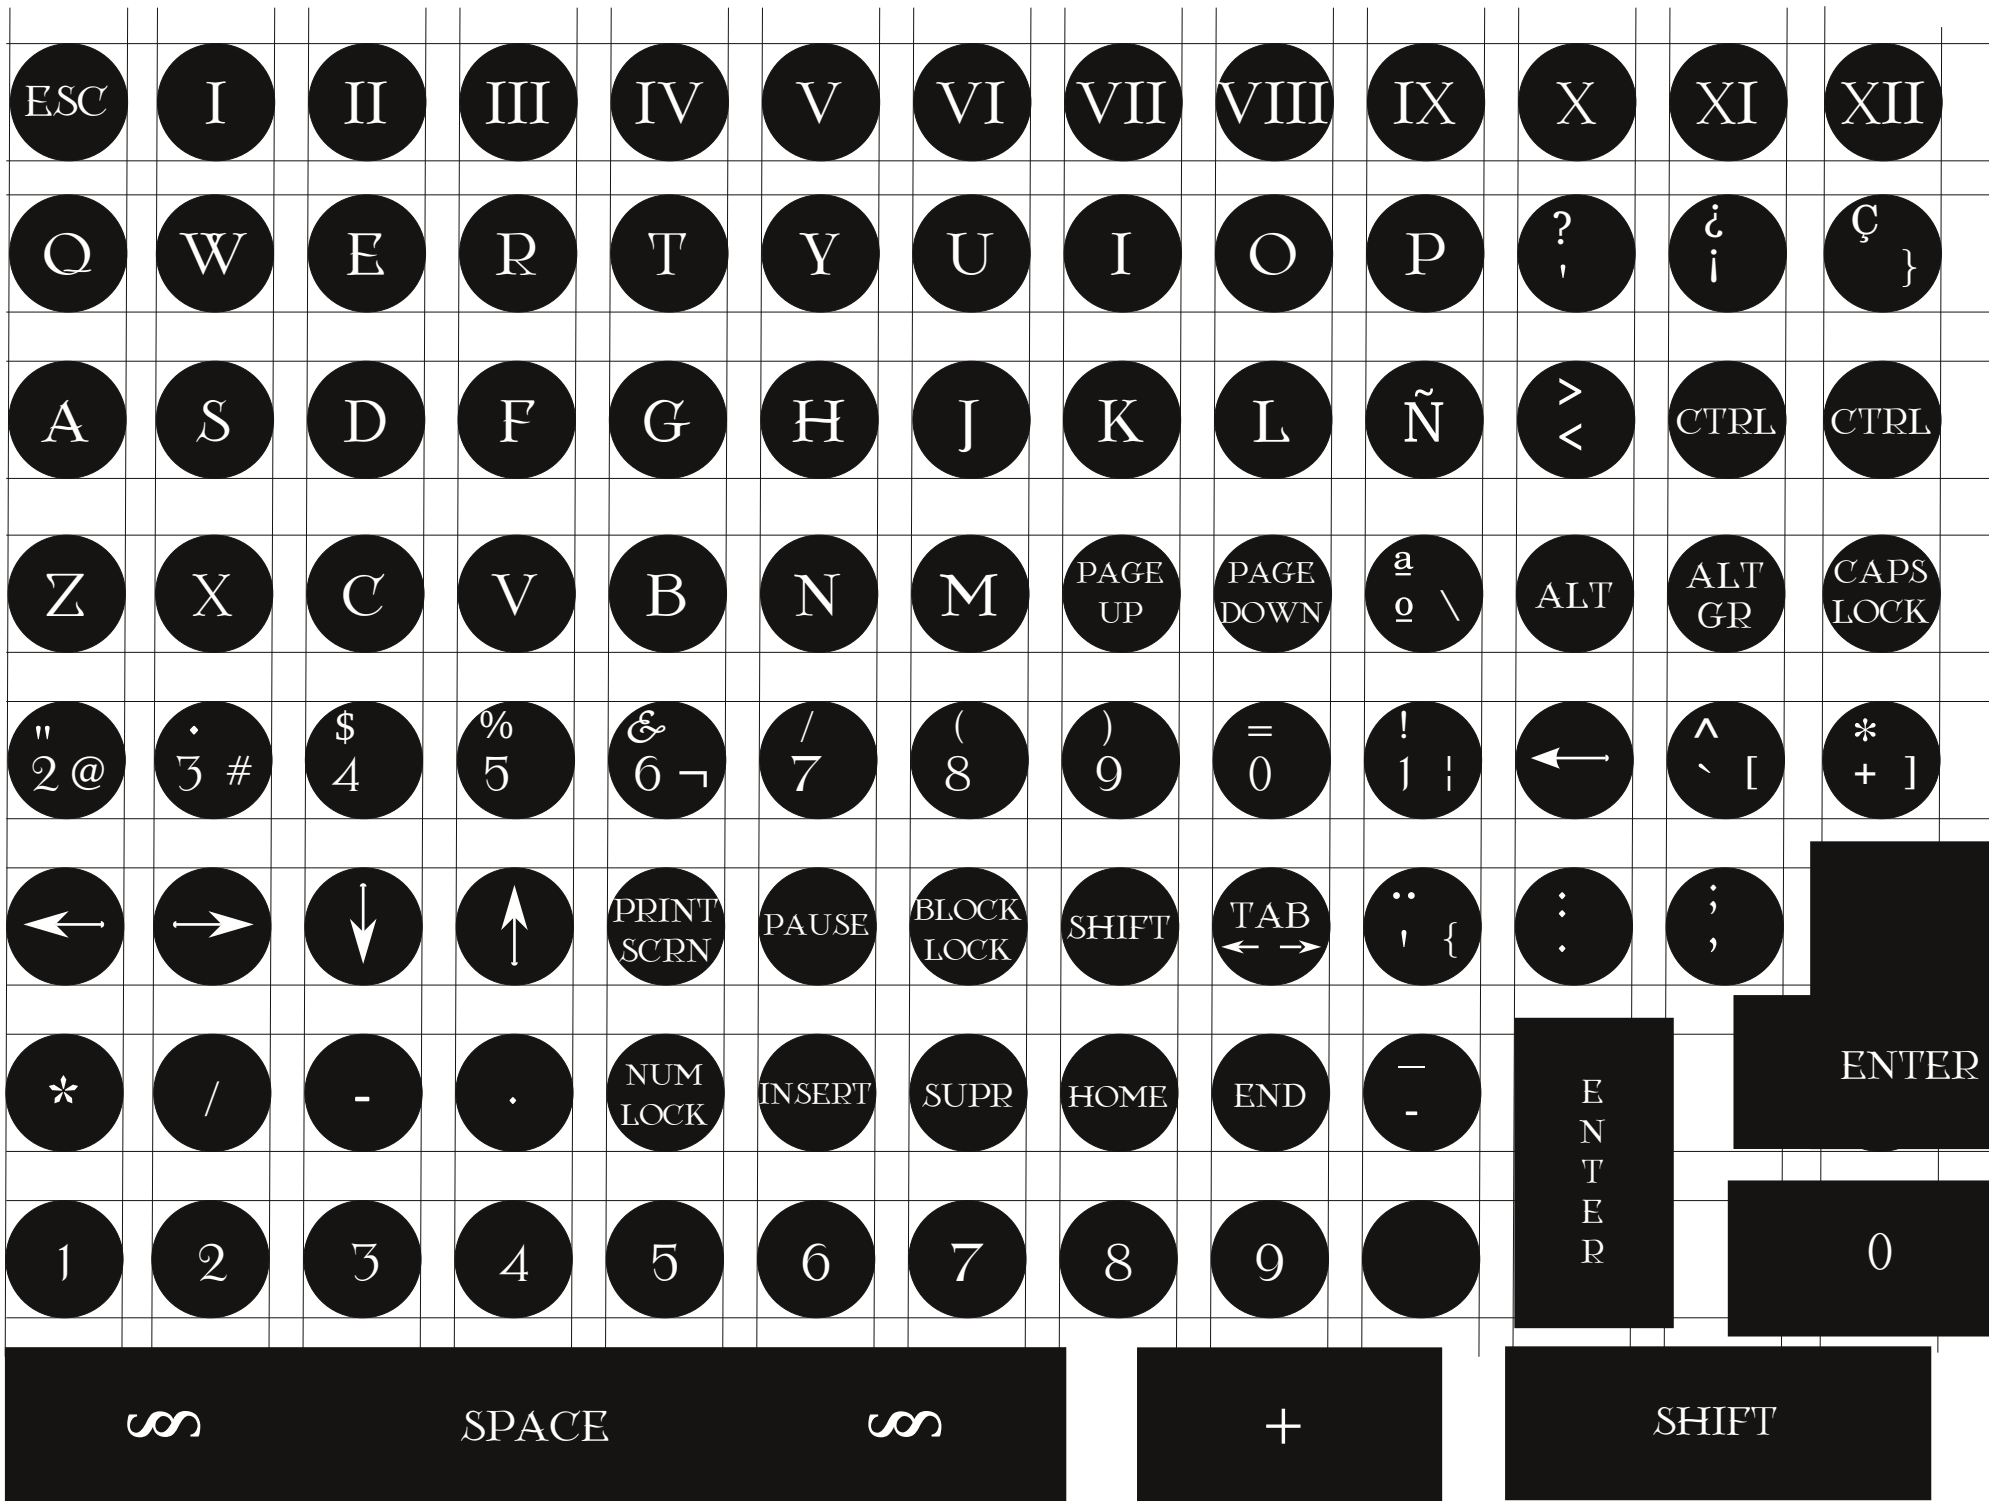 ESC I II III IV V VI VII VIII IX X XI XII
Q W E R T Y U I O P ? ' ¿ ¡ Ç }
A S D F G H J K L Ñ > < CTRL CTRL
Z X C V B N M PAGE UP PAGE DOWN ª º \ ALT ALT GR CAPS LOCK
" 2 @ · 3 # $ 4 % 5 & 6 ¬ / 7 ( 8 ) 9 = 0 ! 1 ¦ ← ^ ` [ * + ]
← → ↓ ↑ PRINT SCRN PAUSE BLOCK LOCK SHIFT TAB ← → ¨ ' { : . ; ,
ENTER
* / - . NUM LOCK INSERT SUPR HOME END — -
ENTER
1 2 3 4 5 6 7 8 9
0
§ SPACE § + SHIFT